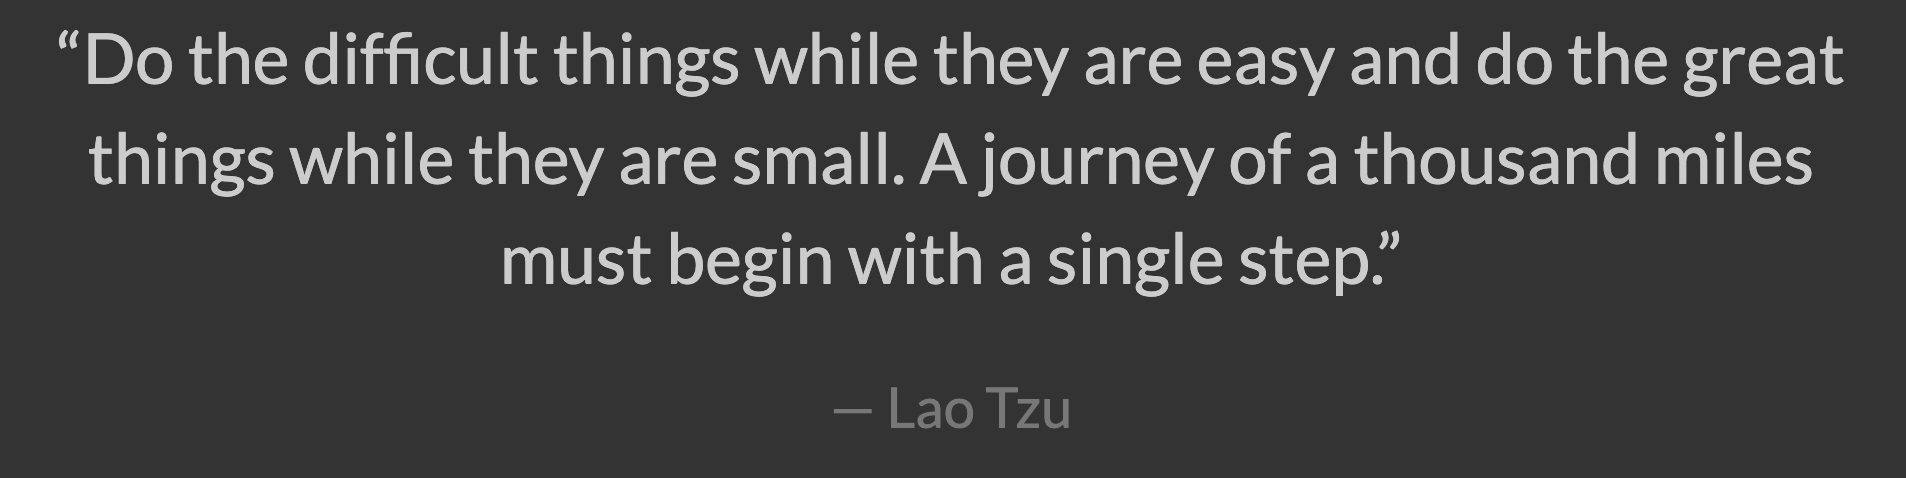 “Do the difficult things while they are easy and do the great
things while they are small. A journey of a thousand miles
must begin with a single step.”
— Lao Tzu